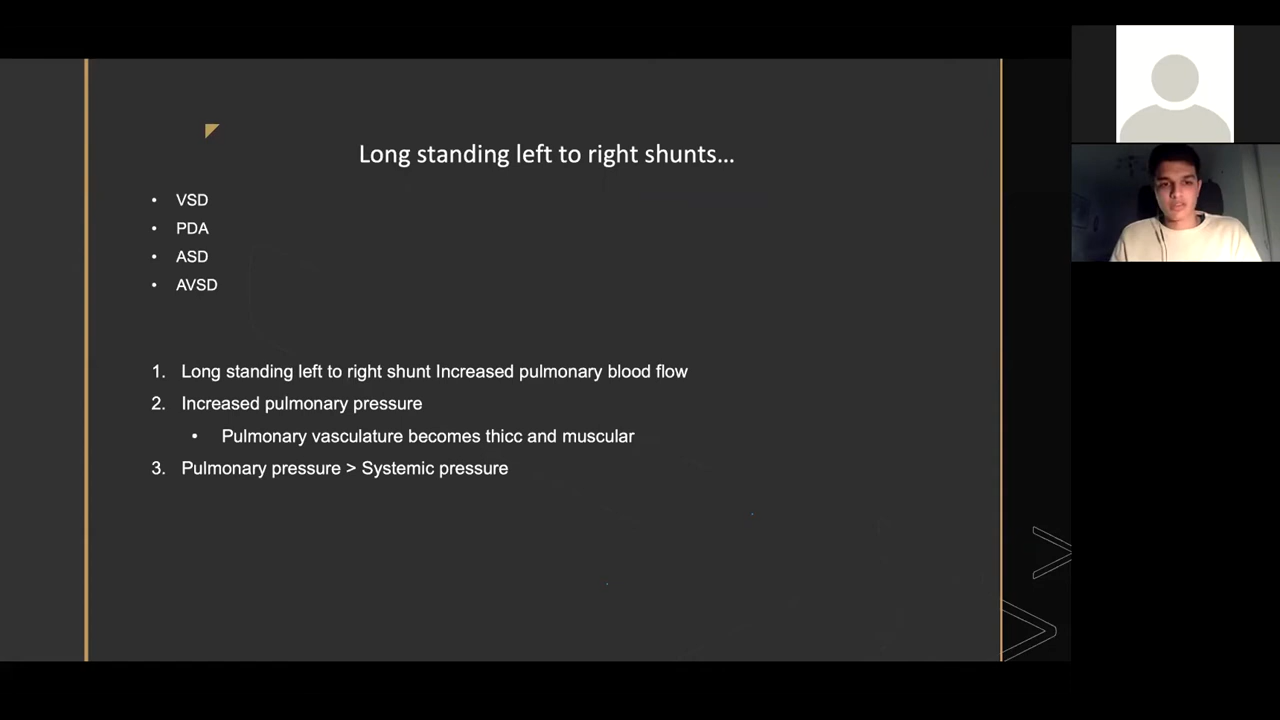 Long standing left to right shunts...
• VSD
• PDA
• ASD
• AVSD
1. Long standing left to right shunt Increased pulmonary blood flow
2. Increased pulmonary pressure
• Pulmonary vasculature becomes thicc and muscular
3. Pulmonary pressure > Systemic pressure